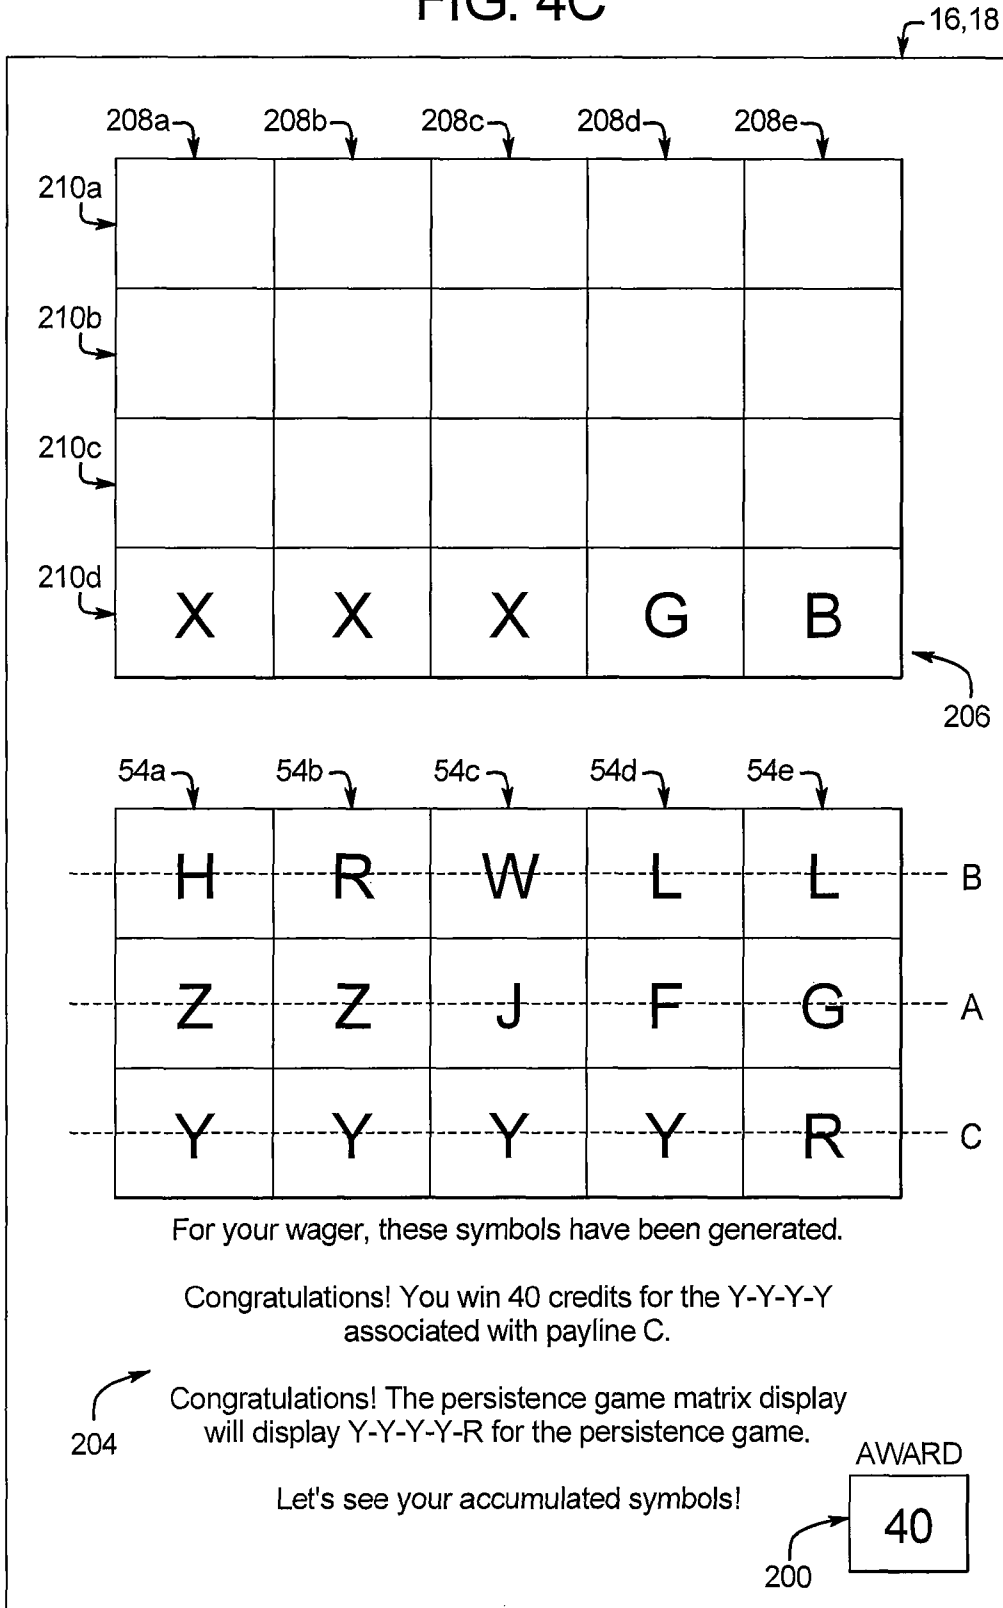 FIG. 4C
16,18
208a 208b 208c 208d 208e
210a
210b
210c
210d X X X G B
206
54a 54b 54c 54d 54e
H R W L L B
Z Z J F G A
Y Y Y Y R C
For your wager, these symbols have been generated.
Congratulations! You win 40 credits for the Y-Y-Y-Y
associated with payline C.
Congratulations! The persistence game matrix display
will display Y-Y-Y-Y-R for the persistence game.
204
Let's see your accumulated symbols!
AWARD
40
200